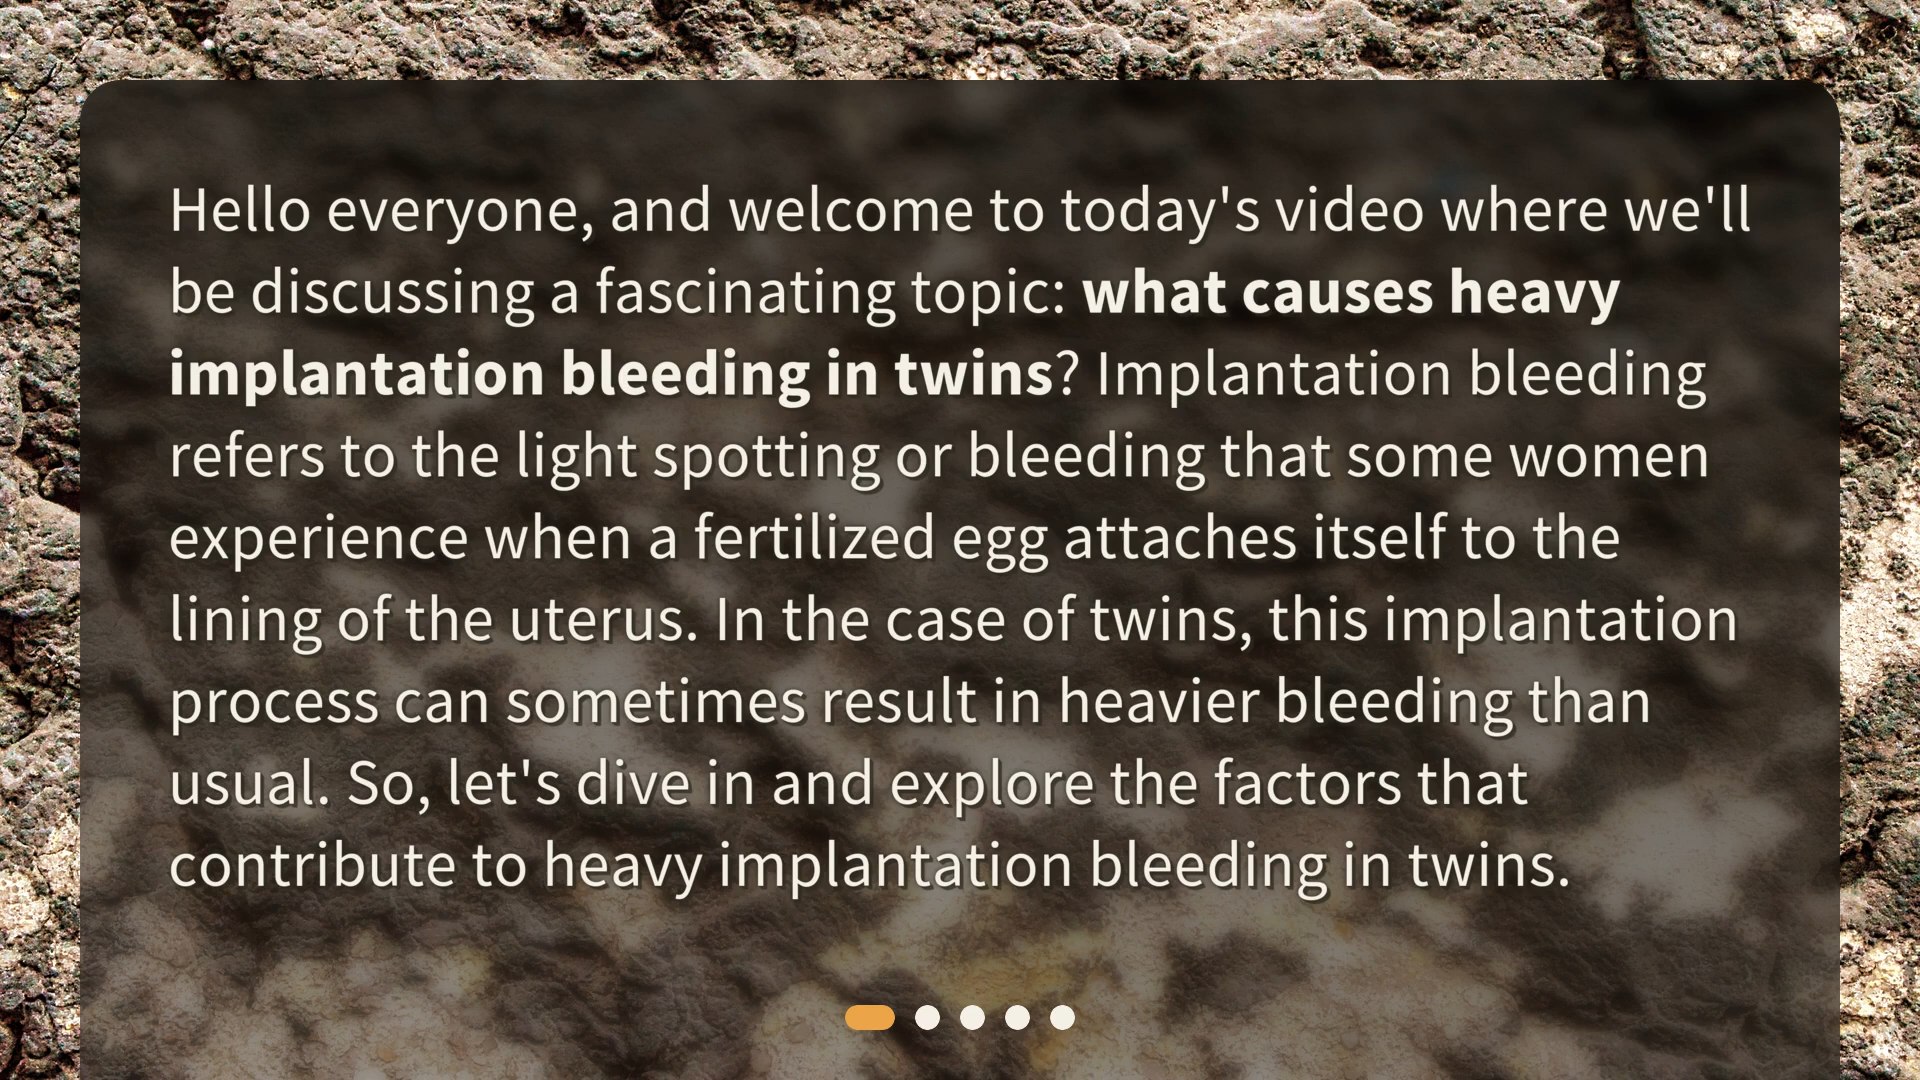 Hello everyone, and welcome to today's video where we'll
be discussing a fascinating topic: what causes heavy
implantation bleeding in twins? Implantation bleeding
refers to the light spotting or bleeding that some women
experience when a fertilized egg attaches itself to the
lining of the uterus. In the case of twins, this implantation
process can sometimes result in heavier bleeding than
usual. So, let's dive in and explore the factors that
contribute to heavy implantation bleeding in twins.